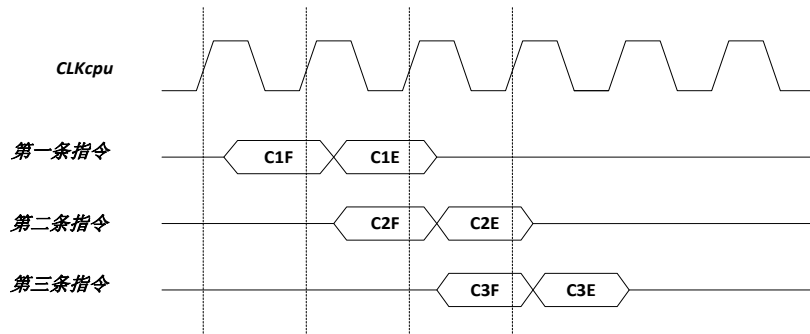 CLKcpu
第一条指令
C1F
C1E
第二条指令
C2F
C2E
第三条指令
C3F
C3E